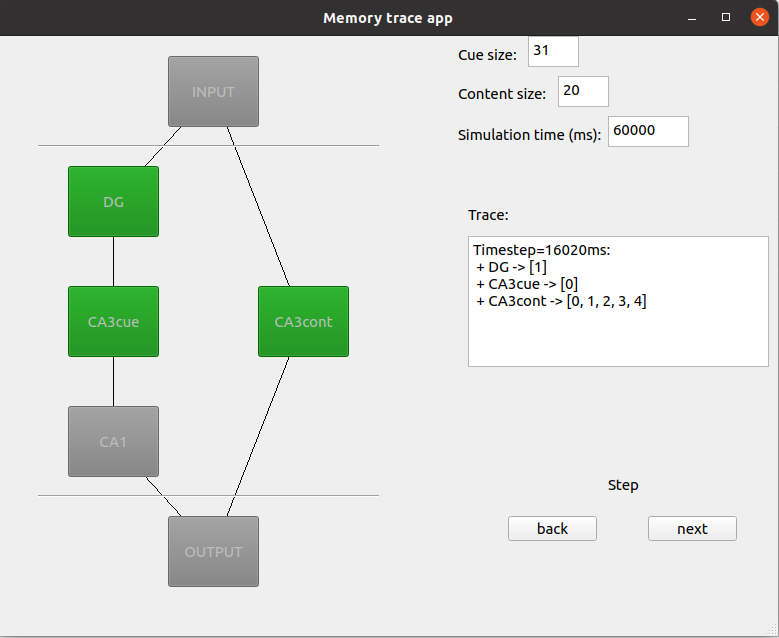 Memory trace app
Cue size: 31
Content size: 20
Simulation time (ms): 60000
INPUT
DG
CA3cue
CA3cont
CA1
OUTPUT
Trace:
Timestep=16020ms:
+ DG -> [1]
+ CA3cue -> [0]
+ CA3cont -> [0, 1, 2, 3, 4]
Step
back
next